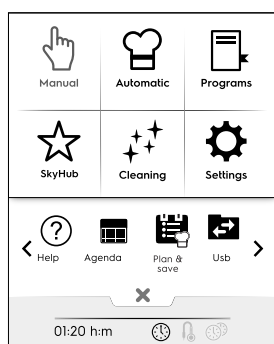 Manual Automatic Programs
SkyHub Cleaning Settings
Help Agenda Plan & save Usb
01:20 h:m